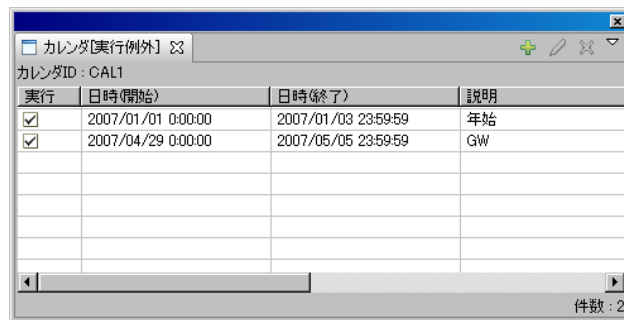 カレンダ[実行例外]
カレンダID : CAL1
実行 日時(開始) 日時(終了) 説明
2007/01/01 0:00:00 2007/01/03 23:59:59 年始
2007/04/29 0:00:00 2007/05/05 23:59:59 GW
件数 : 2